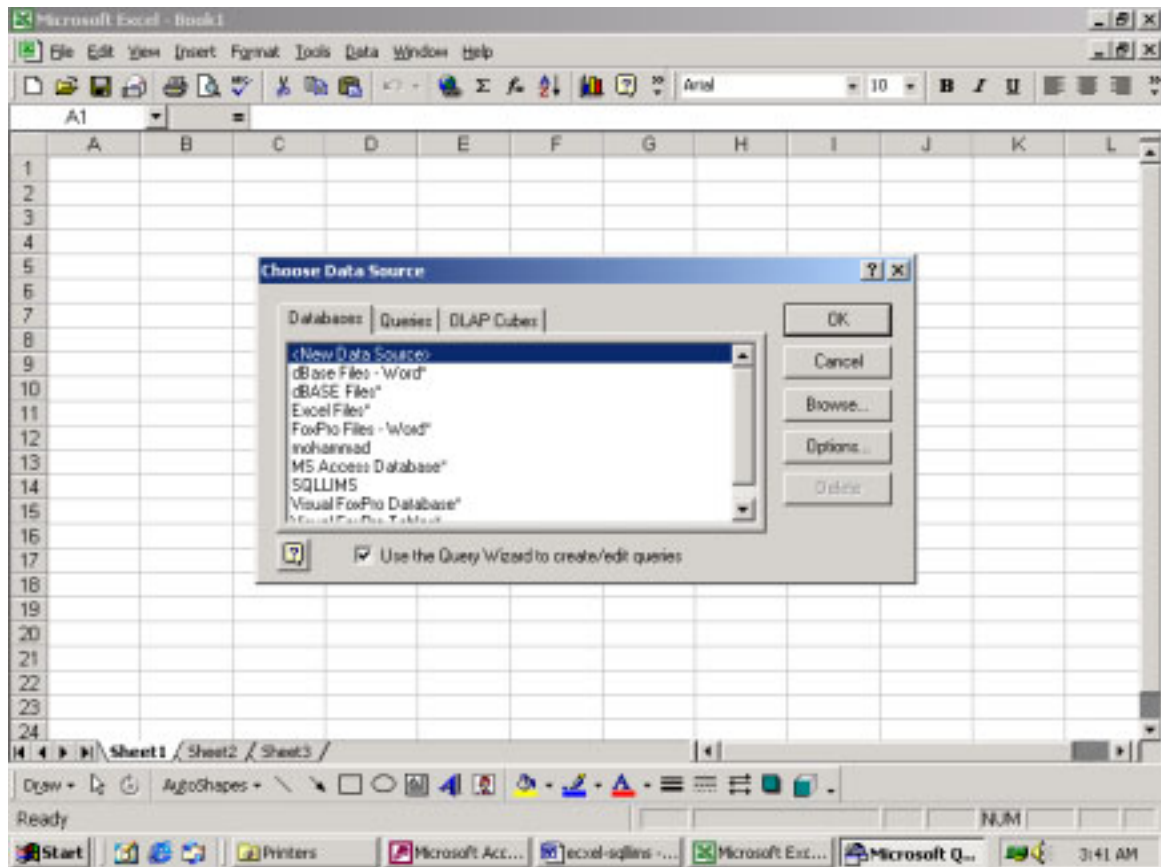 Microsoft Excel - Book1
File Edit View Insert Format Tools Data Window Help
Arial 10 B I U
A1 =
A B C D E F G H I J K L
1
2
3
4
5
6
7
8
9
10
11
12
13
14
15
16
17
18
19
20
21
22
23
24
Choose Data Source
Databases Queries OLAP Cubes
<New Data Source>
dBase Files - Word*
dBASE Files*
Excel Files*
FoxPro Files - Word*
mohammad
MS Access Database*
SQLLIMS
Visual FoxPro Database*
Visual FoxPro Tables*
OK
Cancel
Browse...
Options...
Delete
Use the Query Wizard to create/edit queries
Sheet1 Sheet2 Sheet3
Draw AutoShapes
Ready NUM
Start Printers Microsoft Acc... ecxel-sqllims -... Microsoft Exc... Microsoft Q... 3:41 AM